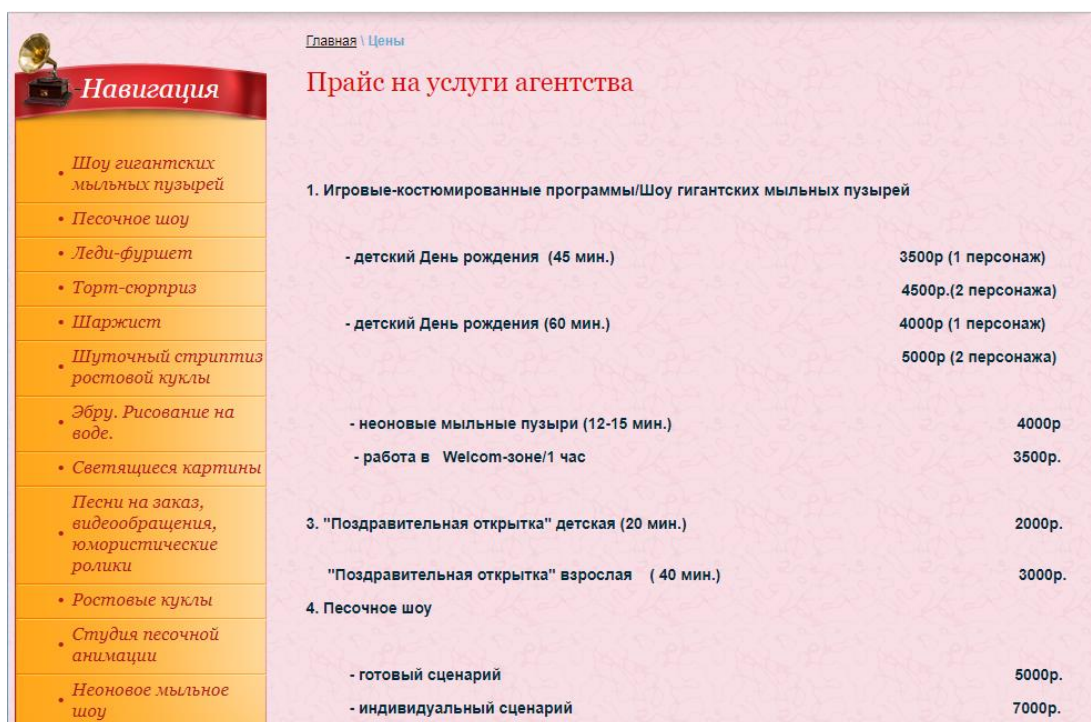 Главная \ Цены
Навигация
Прайс на услуги агентства
Шоу гигантских
мыльных пузырей
• Песочное шоу
• Леди-фуршет
• Торт-сюрприз
• Шаржист
Шуточный стриптиз
ростовой куклы
Эбру. Рисование на
воде.
• Светящиеся картины
Песни на заказ,
видеообращения,
юмористические
ролики
• Ростовые куклы
Студия песочной
анимации
Неоновое мыльное
шоу
1. Игровые-костюмированные программы/Шоу гигантских мыльных пузырей
- детский День рождения (45 мин.) 3500р (1 персонаж)
4500р.(2 персонажа)
- детский День рождения (60 мин.) 4000р (1 персонаж)
5000р (2 персонажа)
- неоновые мыльные пузыри (12-15 мин.) 4000р
- работа в Welcom-зоне/1 час 3500р.
3. "Поздравительная открытка" детская (20 мин.) 2000р.
"Поздравительная открытка" взрослая ( 40 мин.) 3000р.
4. Песочное шоу
- готовый сценарий 5000р.
- индивидуальный сценарий 7000р.